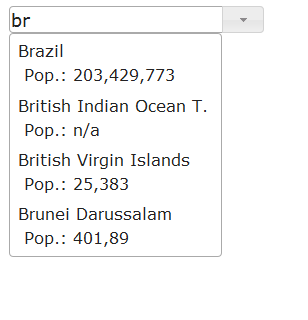 br
Brazil
Pop.: 203,429,773
British Indian Ocean T.
Pop.: n/a
British Virgin Islands
Pop.: 25,383
Brunei Darussalam
Pop.: 401,89